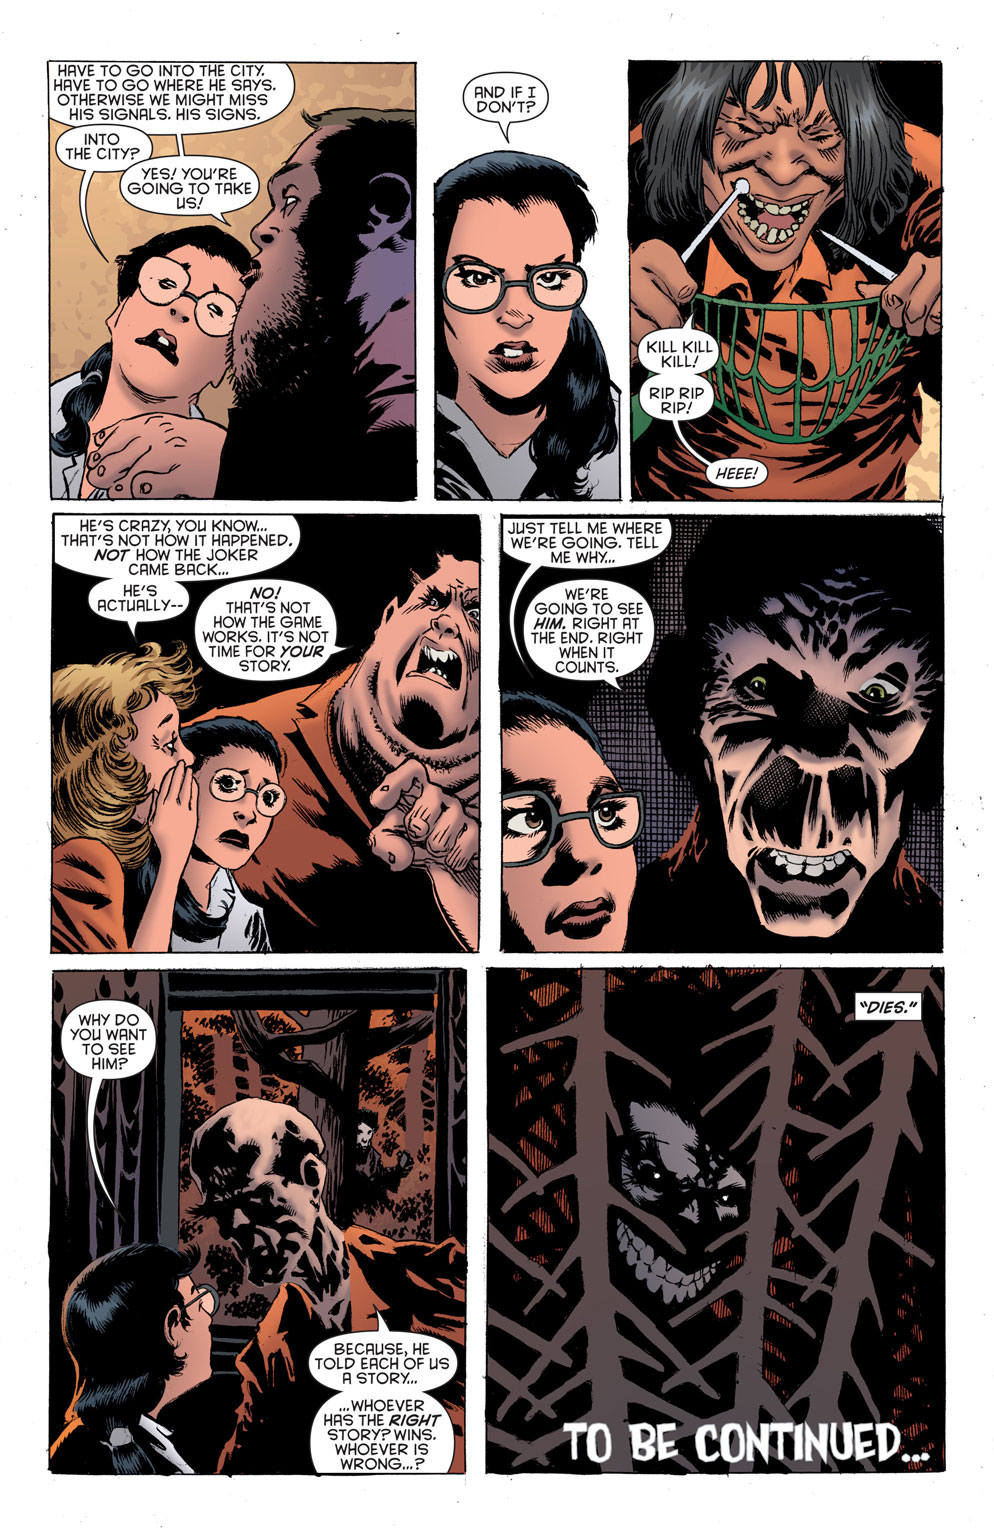 HAVE TO GO INTO THE CITY.
HAVE TO GO WHERE HE SAYS.
OTHERWISE WE MIGHT MISS
HIS SIGNALS. HIS SIGNS.
INTO
THE CITY?
YES! YOU'RE
GOING TO TAKE
US!
AND IF I
DON'T?
KILL KILL
KILL!
RIP RIP
RIP!
HEEE!
HE'S CRAZY, YOU KNOW...
THAT'S NOT HOW IT HAPPENED.
NOT HOW THE JOKER
CAME BACK...
HE'S
ACTUALLY--
NO!
THAT'S NOT
HOW THE GAME
WORKS. IT'S NOT
TIME FOR YOUR
STORY.
JUST TELL ME WHERE
WE'RE GOING. TELL
ME WHY...
WE'RE
GOING TO SEE
HIM. RIGHT AT
THE END. RIGHT
WHEN IT
COUNTS.
WHY DO
YOU WANT
TO SEE
HIM?
BECAUSE, HE
TOLD EACH OF US
A STORY...
...WHOEVER
HAS THE RIGHT
STORY? WINS.
WHOEVER IS
WRONG...?
"DIES."
TO BE CONTINUED...